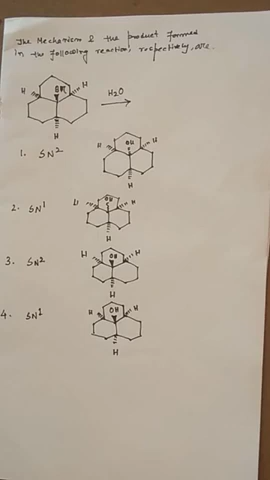 The Mechanism & the product formed
in the following reaction, respectively, are.
H Br H
H₂O
H
1. SN²
H OH H
H
2. SN¹
H OH H
H
3. SN²
H OH H
H
4. SN¹
H OH H
H